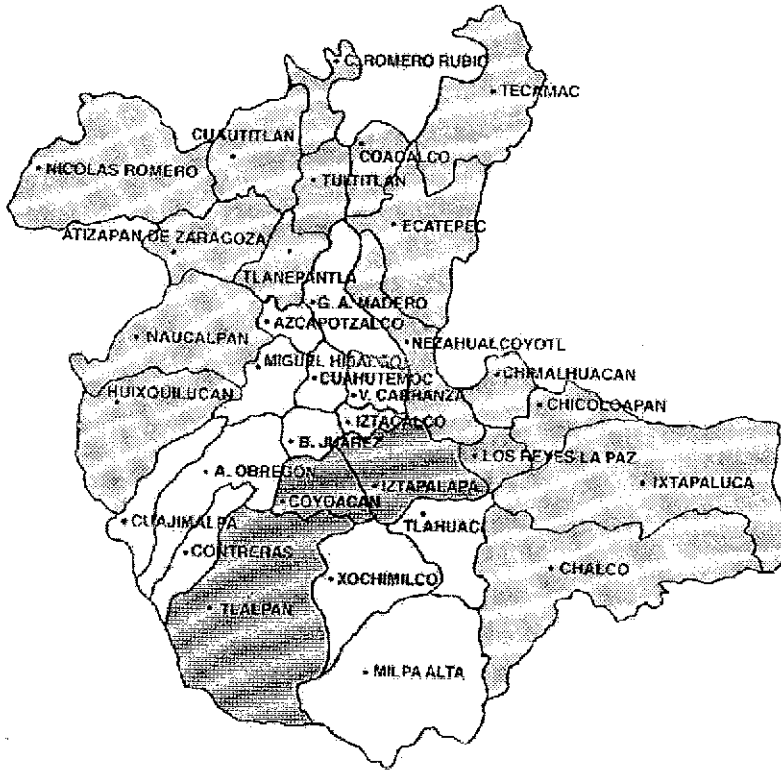 C. ROMERO RUBIO
TECAMAC
CUAUTITLAN
COACALCO
NICOLAS ROMERO
TULTITLAN
ECATEPEC
ATIZAPAN DE ZARAGOZA
TLANEPANTLA
G. A. MADERO
AZCAPOTZALCO
NAUCALPAN
NEZAHUALCOYOTL
MIGUEL HIDALGO
CHIMALHUACAN
CUAHUTEMOC
HUIXQUILUCAN
V. CARRANZA
CHICOLOAPAN
IZTACALCO
B. JUAREZ
LOS REYES LA PAZ
A. OBREGON
IZTAPALAPA
IXTAPALUCA
COYOACAN
CUAJIMALPA
TLAHUAC
CONTRERAS
CHALCO
XOCHIMILCO
TLALPAN
MILPA ALTA